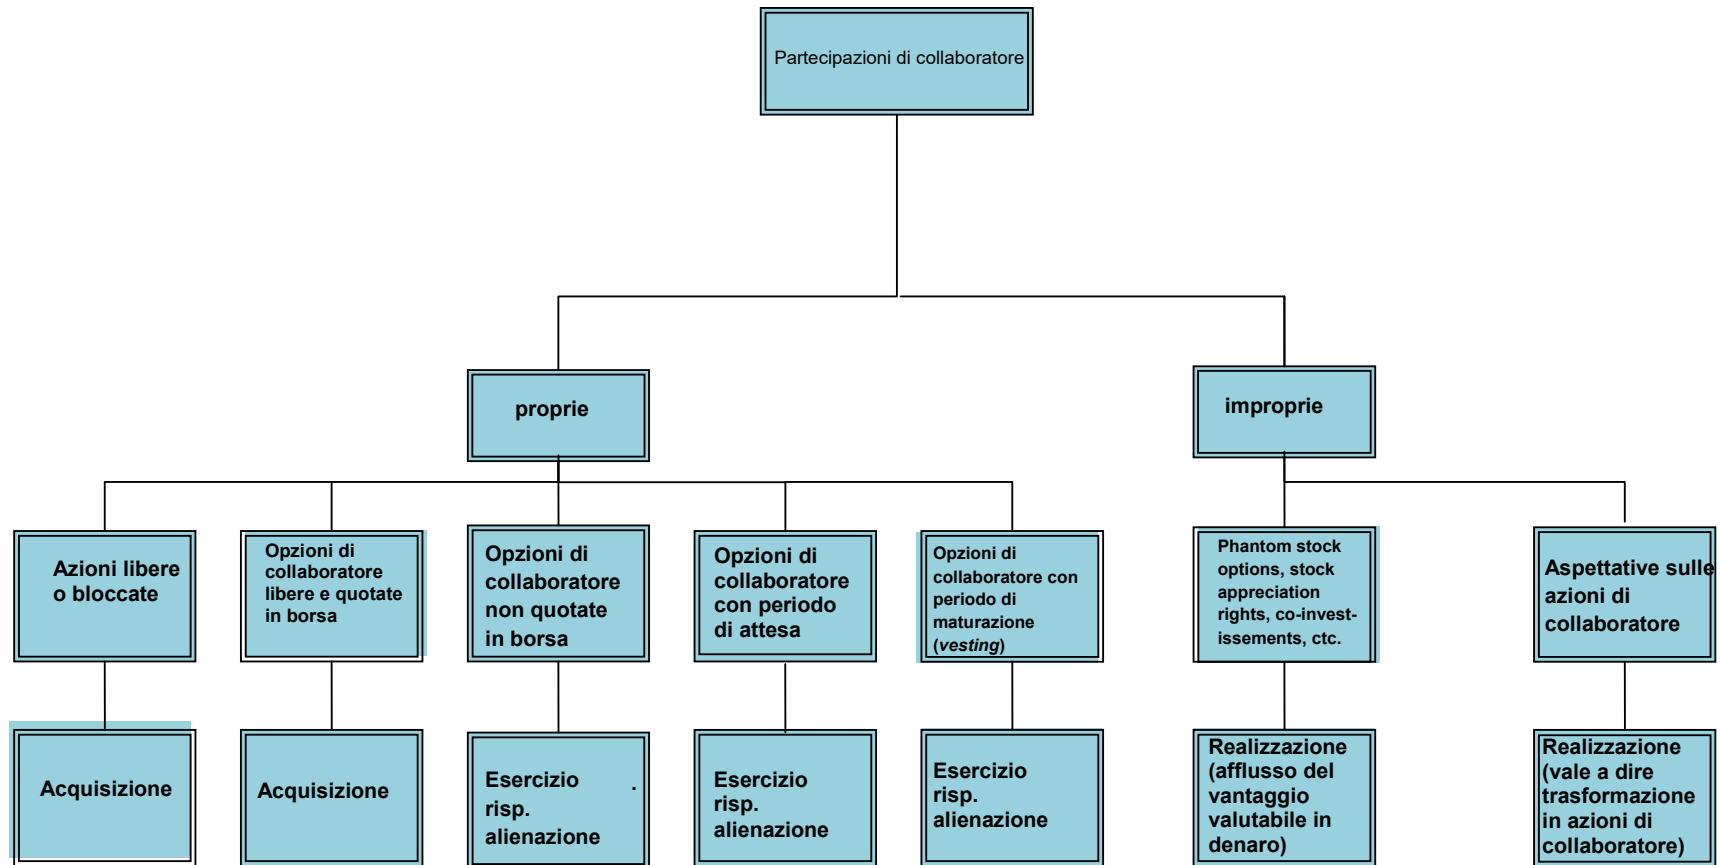 Partecipazioni di collaboratore
proprie
improprie
Azioni libere
o bloccate
Opzioni di
collaboratore
libere e quotate
in borsa
Opzioni di
collaboratore
non quotate
in borsa
Opzioni di
collaboratore
con periodo
di attesa
Opzioni di
collaboratore con
periodo di
maturazione
(vesting)
Phantom stock
options, stock
appreciation
rights, co-invest-
issements, ctc.
Aspettative sulle
azioni di
collaboratore
Acquisizione
Acquisizione
Esercizio .
risp.
alienazione
Esercizio
risp.
alienazione
Esercizio
risp.
alienazione
Realizzazione
(afflusso del
vantaggio
valutabile in
denaro)
Realizzazione
(vale a dire
trasformazione
in azioni di
collaboratore)